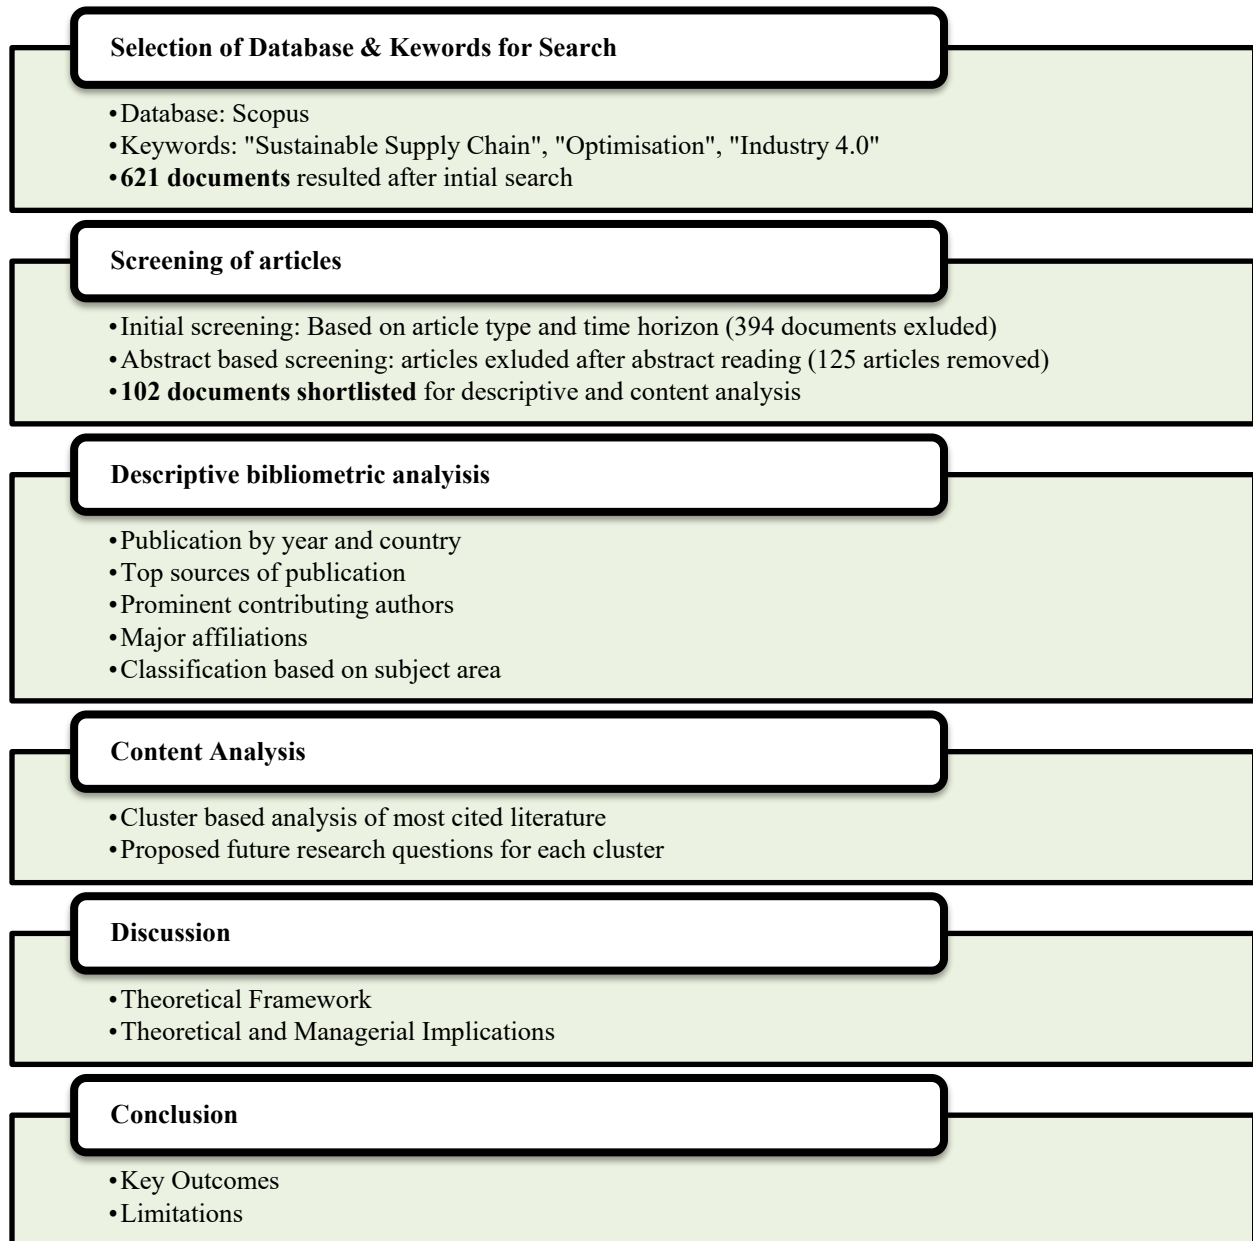 Selection of Database & Kewords for Search
•Database: Scopus
•Keywords: "Sustainable Supply Chain", "Optimisation", "Industry 4.0"
•621 documents resulted after intial search
Screening of articles
•Initial screening: Based on article type and time horizon (394 documents exluded)
•Abstract based screening: articles exluded after abstract reading (125 articles removed)
•102 documents shortlisted for descriptive and content analysis
Descriptive bibliometric analyisis
•Publication by year and country
•Top sources of publication
•Prominent contributing authors
•Major affiliations
•Classification based on subject area
Content Analysis
•Cluster based analysis of most cited literature
•Proposed future research questions for each cluster
Discussion
•Theoretical Framework
•Theoretical and Managerial Implications
Conclusion
•Key Outcomes
•Limitations